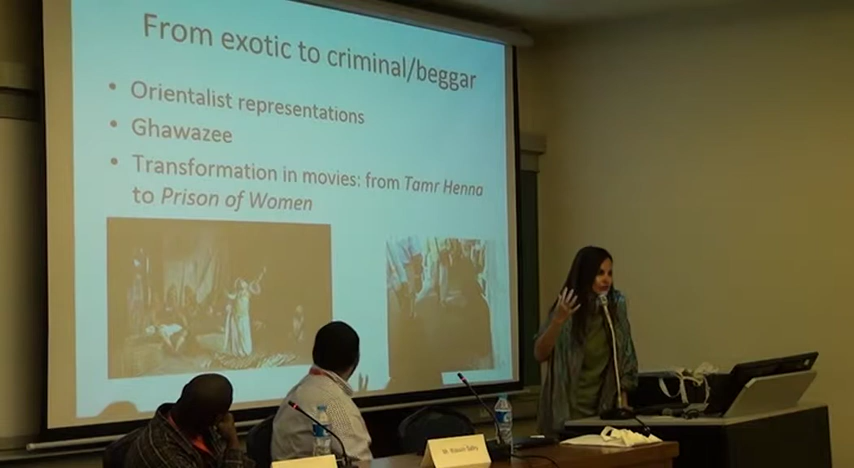 From exotic to criminal/beggar
• Orientalist representations
• Ghawazee
• Transformation in movies: from Tamr Henna
to Prison of Women